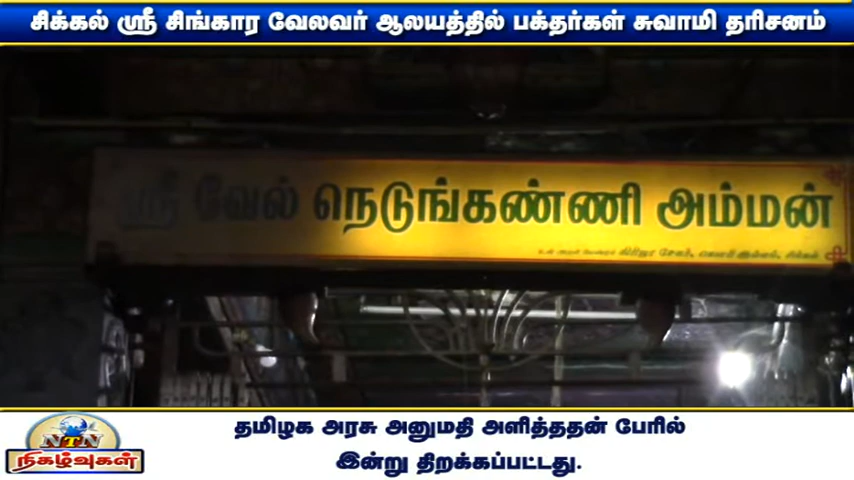 சிக்கல் ஸ்ரீ சிங்கார வேலவர் ஆலயத்தில் பக்தர்கள் சுவாமி தரிசனம்
ஸ்ரீ வேல் நெடுங்கண்ணி அம்மன்
NTN
நிகழ்வுகள்
தமிழக அரசு அனுமதி அளித்ததன் பேரில்
இன்று திறக்கப்பட்டது.